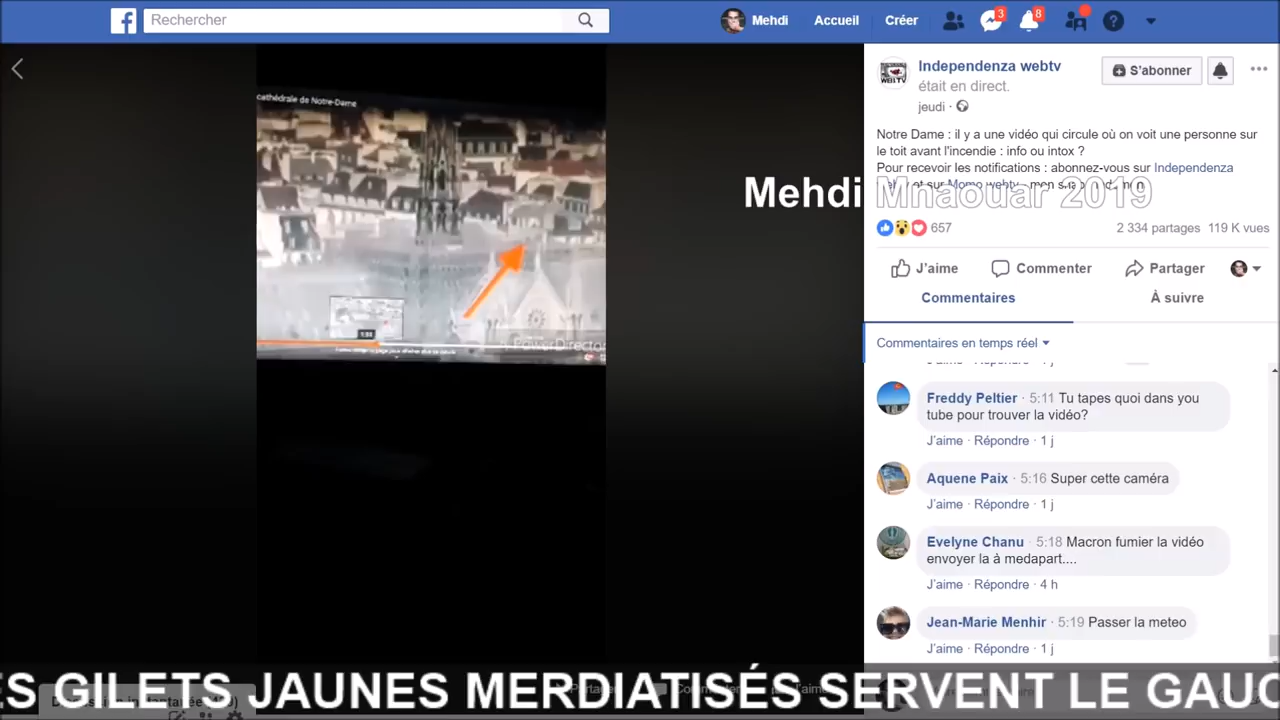 Rechercher
Mehdi
Accueil
Créer
3
8
cathédrale de Notre-Dame
PowerDirector
Mehdi Mnaouar 2019
Independenza webtv
était en direct.
jeudi ·
S'abonner
Notre Dame : il y a une vidéo qui circule où on voit une personne sur
le toit avant l'incendie : info ou intox ?
Pour recevoir les notifications : abonnez-vous sur Independenza
657
2 334 partages 119 K vues
J'aime
Commenter
Partager
Commentaires
À suivre
Commentaires en temps réel
Freddy Peltier · 5:11 Tu tapes quoi dans you
tube pour trouver la vidéo?
J'aime · Répondre · 1 j
Aquene Paix · 5:16 Super cette caméra
J'aime · Répondre · 1 j
Evelyne Chanu · 5:18 Macron fumier la vidéo
envoyer la à medapart....
J'aime · Répondre · 4 h
Jean-Marie Menhir · 5:19 Passer la meteo
J'aime · Répondre · 1 j
ES GILETS JAUNES MERDIATISÉS SERVENT LE GAUC